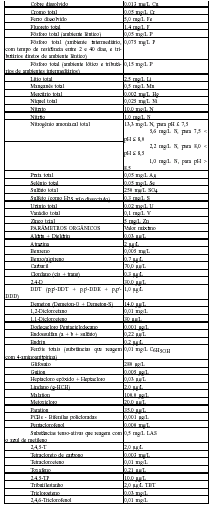 Cobre dissolvido 0,013 mg/L Cu
Cromo total 0,05 mg/L Cr
Ferro dissolvido 5,0 mg/L Fe
Fluoreto total 1,4 mg/L F
Fósforo total (ambiente lêntico) 0,05 mg/L P
Fósforo total (ambiente intermediário, 0,075 mg/L P
com tempo de residência entre 2 e 40 dias, e tri-
butários diretos de ambiente lêntico)
Fósforo total (ambiente lótico e tributá- 0,15 mg/L P
rios de ambientes intermediários)
Lítio total 2,5 mg/L Li
Manganês total 0,5 mg/L Mn
Mercúrio total 0,002 mg/L Hg
Níquel total 0,025 mg/L Ni
Nitrato 10,0 mg/L N
Nitrito 1,0 mg/L N
Nitrogênio amoniacal total 13,3 mg/L N, para pH ≤ 7,5
5,6 mg/L N, para 7,5 <
pH ≤ 8,0
2,2 mg/L N, para 8,0 <
pH ≤ 8,5
1,0 mg/L N, para pH >
8,5
Prata total 0,05 mg/L Ag
Selênio total 0,05 mg/L Se
Sulfato total 250 mg/L SO4
Sulfeto (como H2S não dissociado) 0,3 mg/L S
Urânio total 0,02 mg/L U
Vanádio total 0,1 mg/L V
Zinco total 5 mg/L Zn
PARÂMETROS ORGÂNICOS Valor máximo
Aldrin + Dieldrin 0,03 µg/L
Atrazina 2 µg/L
Benzeno 0,005 mg/L
Benzo(a)pireno 0,7 µg/L
Carbaril 70,0 µg/L
Clordano (cis + trans) 0,3 µg/L
2,4-D 30,0 µg/L
DDT (p,p'-DDT + p,p'-DDE + p,p'- 1,0 µg/L
DDD)
Demeton (Demeton-O + Demeton-S) 14,0 µg/L
1,2-Dicloroetano 0,01 mg/L
1,1-Dicloroeteno 30 µg/L
Dodecacloro Pentaciclodecano 0,001 µg/L
Endossulfan (a + b + sulfato) 0,22 µg/L
Endrin 0,2 µg/L
Fenóis totais (substâncias que reagem 0,01 mg/L C6H5OH
com 4-aminoantipirina)
Glifosato 280 µg/L
Gution 0,005 µg/L
Heptacloro epóxido + Heptacloro 0,03 µg/L
Lindano (g-HCH) 2,0 µg/L
Malation 100,0 µg/L
Metoxicloro 20,0 µg/L
Paration 35,0 µg/L
PCBs - Bifenilas policloradas 0,001 µg/L
Pentaclorofenol 0,009 mg/L
Substâncias tenso-ativas que reagem com 0,5 mg/L LAS
o azul de metileno
2,4,5-T 2,0 µg/L
Tetracloreto de carbono 0,003 mg/L
Tetracloroeteno 0,01 mg/L
Toxafeno 0,21 µg/L
2,4,5-TP 10,0 µg/L
Tributilestanho 2,0 µg/L TBT
Tricloroeteno 0,03 mg/L
2,4,6-Triclorofenol 0,01 mg/L